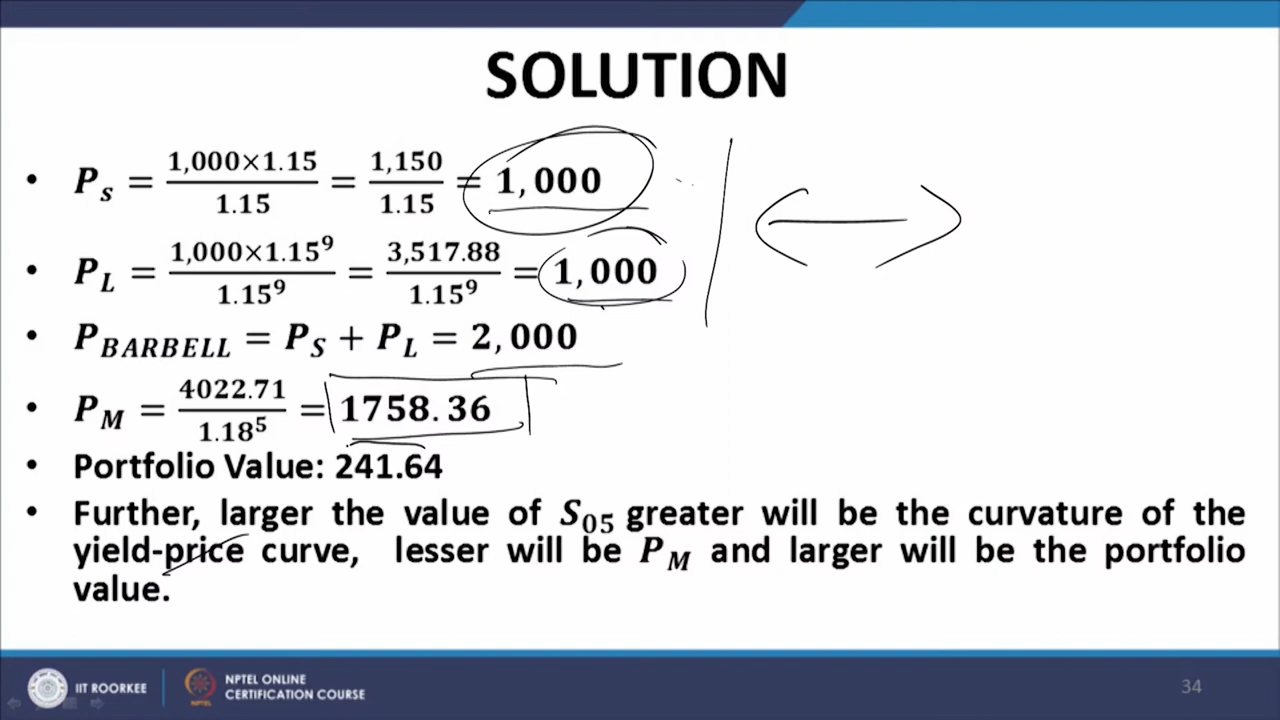 SOLUTION
• P_s = 1,000×1.15 / 1.15 = 1,150 / 1.15 = 1,000
• P_L = 1,000×1.15⁹ / 1.15⁹ = 3,517.88 / 1.15⁹ = 1,000
• P_BARBELL = P_S + P_L = 2,000
• P_M = 4022.71 / 1.18⁵ = 1758.36
• Portfolio Value: 241.64
• Further, larger the value of S_05 greater will be the curvature of the
yield-price curve, lesser will be P_M and larger will be the portfolio
value.
IIT ROORKEE
NPTEL ONLINE
CERTIFICATION COURSE
34